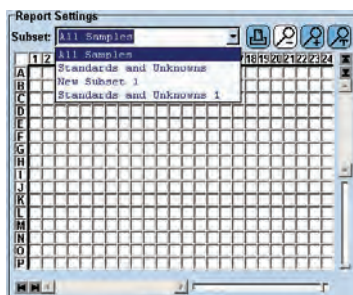 Report Settings
Subset: All Samples
All Samples
Standards and Unknowns
New Subset 1
Standards and Unknowns 1
1 2 17 18 19 20 21 22 23 24
A
B
C
D
E
F
G
H
I
J
K
L
M
N
O
P